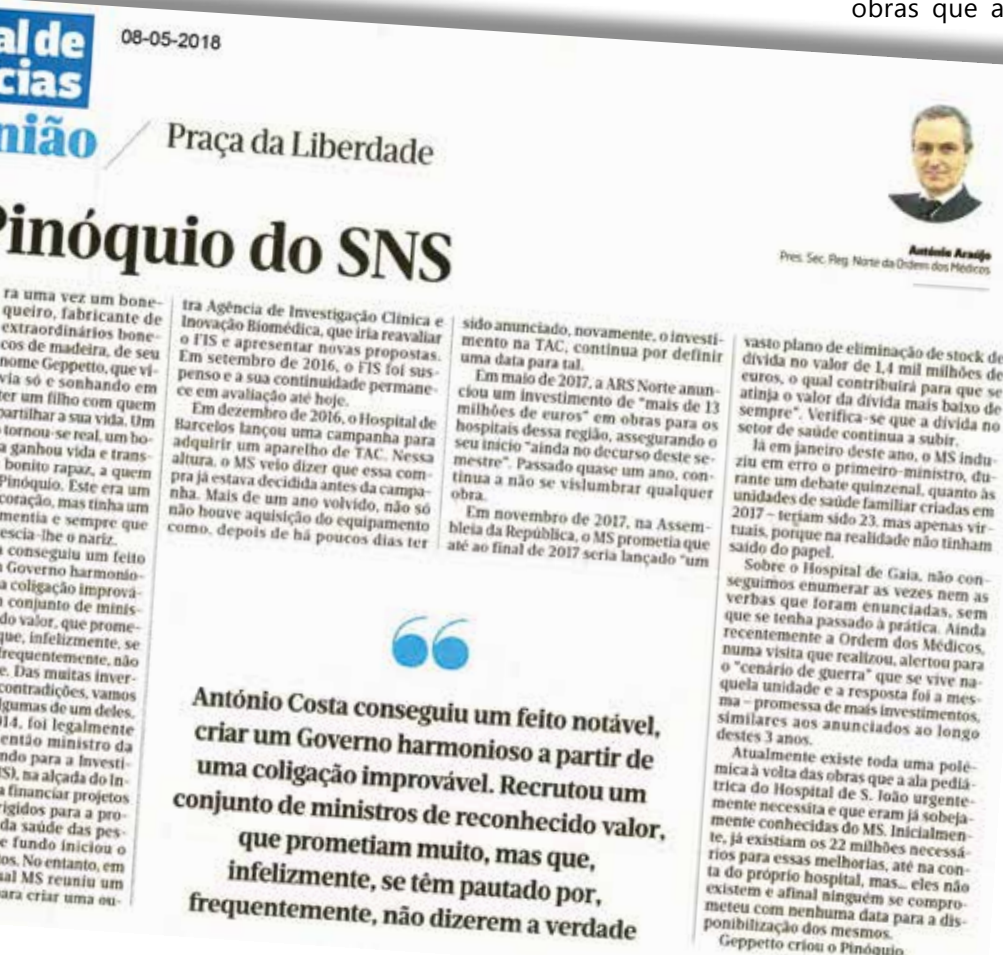 obras que a
al de
cias
nião
08-05-2018
Praça da Liberdade
António Araújo
Pres. Sec. Reg. Norte da Ordem dos Médicos
Pinóquio do SNS
ra uma vez um bone-
queiro, fabricante de
extraordinários bone-
cos de madeira, de seu
nome Geppetto, que vi-
via só e sonhando em
ter um filho com quem
partilhar a sua vida. Um
tornou-se real, um bo-
a ganhou vida e trans-
bonito rapaz, a quem
Pinóquio. Este era um
coração, mas tinha um
mentia e sempre que
escia-lhe o nariz.
conseguiu um feito
Governo harmonio-
a coligação imprová-
conjunto de minis-
do valor, que prome-
que, infelizmente, se
frequentemente, não
e. Das muitas inver-
contradições, vamos
lgumas de um deles.
14, foi legalmente
então ministro da
ndo para a Investi-
S), na alçada do In-
a financiar projetos
rigidos para a pro-
da saúde das pes-
e fundo iniciou o
os. No entanto, em
al MS reuniu um
para criar uma ou-
tra Agência de Investigação Clínica e
Inovação Biomédica, que iria reavaliar
o FIS e apresentar novas propostas.
Em setembro de 2016, o FIS foi sus-
penso e a sua continuidade permane-
ce em avaliação até hoje.
Em dezembro de 2016, o Hospital de
Barcelos lançou uma campanha para
adquirir um aparelho de TAC. Nessa
altura, o MS veio dizer que essa com-
pra já estava decidida antes da campa-
nha. Mais de um ano volvido, não só
não houve aquisição do equipamento
como, depois de há poucos dias ter
sido anunciado, novamente, o investi-
mento na TAC, continua por definir
uma data para tal.
Em maio de 2017, a ARS Norte anun-
ciou um investimento de "mais de 13
milhões de euros" em obras para os
hospitais dessa região, assegurando o
seu início "ainda no decurso deste se-
mestre". Passado quase um ano, con-
tinua a não se vislumbrar qualquer
obra.
Em novembro de 2017, na Assem-
bleia da República, o MS prometia que
até ao final de 2017 seria lançado "um
vasto plano de eliminação de stock de
dívida no valor de 1,4 mil milhões de
euros, o qual contribuirá para que se
atinja o valor da dívida mais baixo de
sempre". Verifica-se que a dívida no
setor de saúde continua a subir.
Já em janeiro deste ano, o MS indu-
ziu em erro o primeiro-ministro, du-
rante um debate quinzenal, quanto às
unidades de saúde familiar criadas em
2017 – teriam sido 23, mas apenas vir-
tuais, porque na realidade não tinham
saído do papel.
Sobre o Hospital de Gaia, não con-
seguimos enumerar as vezes nem as
verbas que foram enunciadas, sem
que se tenha passado à prática. Ainda
recentemente a Ordem dos Médicos,
numa visita que realizou, alertou para
o "cenário de guerra" que se vive na-
quela unidade e a resposta foi a mes-
ma – promessa de mais investimentos,
similares aos anunciados ao longo
destes 3 anos.
Atualmente existe toda uma polé-
mica à volta das obras que a ala pediá-
trica do Hospital de S. João urgente-
mente necessita e que eram já sobeja-
mente conhecidas do MS. Inicialmen-
te, já existiam os 22 milhões necessá-
rios para essas melhorias, até na con-
ta do próprio hospital, mas... eles não
existem e afinal ninguém se compro-
meteu com nenhuma data para a dis-
ponibilização dos mesmos.
Geppetto criou o Pinóquio
“
António Costa conseguiu um feito notável,
criar um Governo harmonioso a partir de
uma coligação improvável. Recrutou um
conjunto de ministros de reconhecido valor,
que prometiam muito, mas que,
infelizmente, se têm pautado por,
frequentemente, não dizerem a verdade